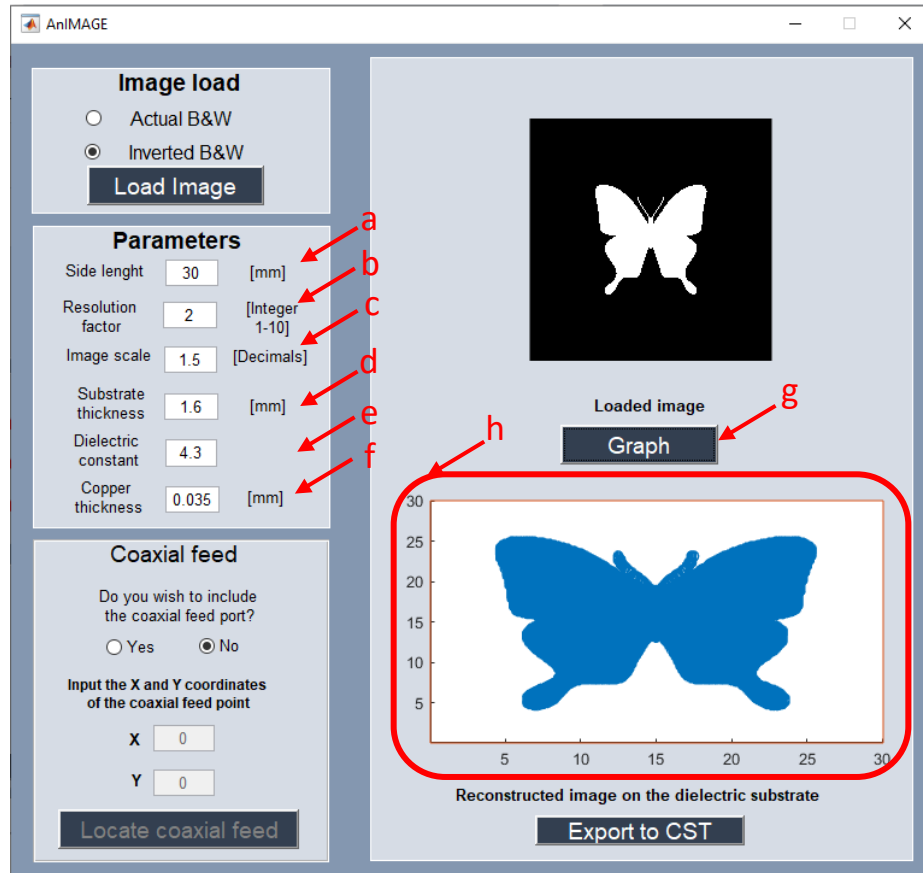 AnIMAGE
Image load
Actual B&W
Inverted B&W
Load Image
Parameters
Side lenght 30 [mm]
Resolution
factor
2
[Integer
1-10]
Image scale 1.5 [Decimals]
Substrate
thickness
1.6 [mm]
Dielectric
constant
4.3
Copper
thickness
0.035 [mm]
a
b
c
d
e
f
Coaxial feed
Do you wish to include
the coaxial feed port?
Yes No
Input the X and Y coordinates
of the coaxial feed point
X 0
Y 0
Locate coaxial feed
Loaded image
Graph
g
h
30
25
20
15
10
5
5 10 15 20 25 30
Reconstructed image on the dielectric substrate
Export to CST